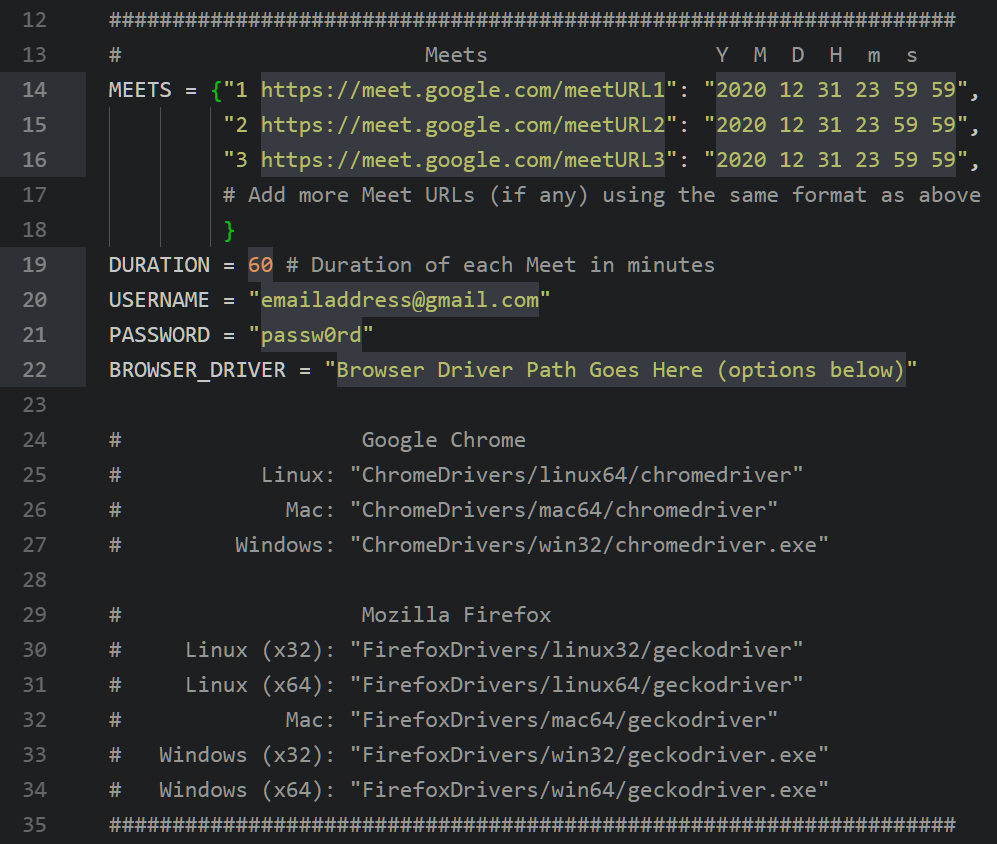 12 ###################################################################
13 #                        Meets                  Y  M  D  H  m  s
14 MEETS = {"1 https://meet.google.com/meetURL1": "2020 12 31 23 59 59",
15          "2 https://meet.google.com/meetURL2": "2020 12 31 23 59 59",
16          "3 https://meet.google.com/meetURL3": "2020 12 31 23 59 59",
17          # Add more Meet URLs (if any) using the same format as above
18          }
19 DURATION = 60 # Duration of each Meet in minutes
20 USERNAME = "emailaddress@gmail.com"
21 PASSWORD = "passw0rd"
22 BROWSER_DRIVER = "Browser Driver Path Goes Here (options below)"
23
24 #                   Google Chrome
25 #           Linux: "ChromeDrivers/linux64/chromedriver"
26 #             Mac: "ChromeDrivers/mac64/chromedriver"
27 #         Windows: "ChromeDrivers/win32/chromedriver.exe"
28
29 #                   Mozilla Firefox
30 #     Linux (x32): "FirefoxDrivers/linux32/geckodriver"
31 #     Linux (x64): "FirefoxDrivers/linux64/geckodriver"
32 #             Mac: "FirefoxDrivers/mac64/geckodriver"
33 #   Windows (x32): "FirefoxDrivers/win32/geckodriver.exe"
34 #   Windows (x64): "FirefoxDrivers/win64/geckodriver.exe"
35 ###################################################################